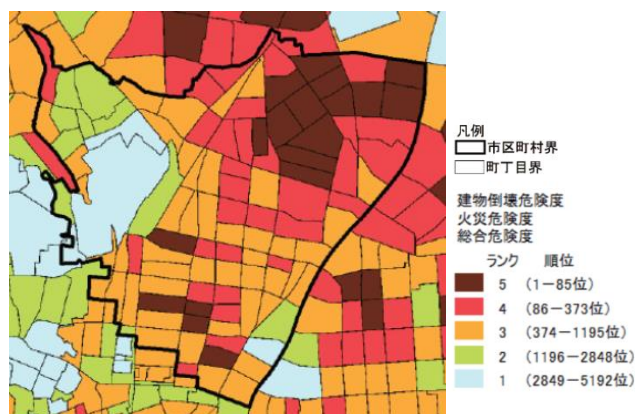 凡例
市区町村界
町丁目界
建物倒壊危険度
火災危険度
総合危険度
ランク 順位
5 (1－85位)
4 (86－373位)
3 (374－1195位)
2 (1196－2848位)
1 (2849－5192位)